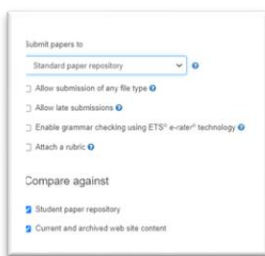 Submit papers to
Standard paper repository
Allow submission of any file type
Allow late submissions
Enable grammar checking using ETS® e-rater® technology
Attach a rubric
Compare against
Student paper repository
Current and archived web site content